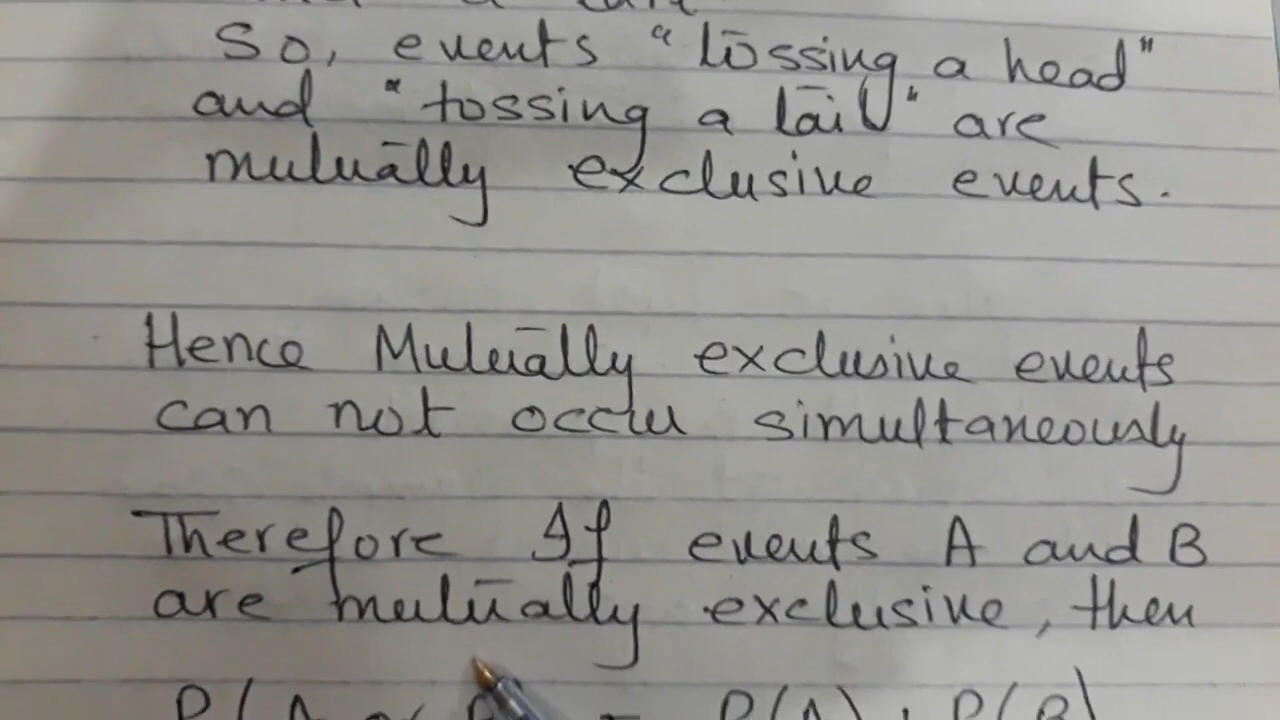 So, events "tossing a head"
and "tossing a tail" are
mutually exclusive events.
Hence Mutually exclusive events
can not occur simultaneously
Therefore If events A and B
are mutually exclusive, then